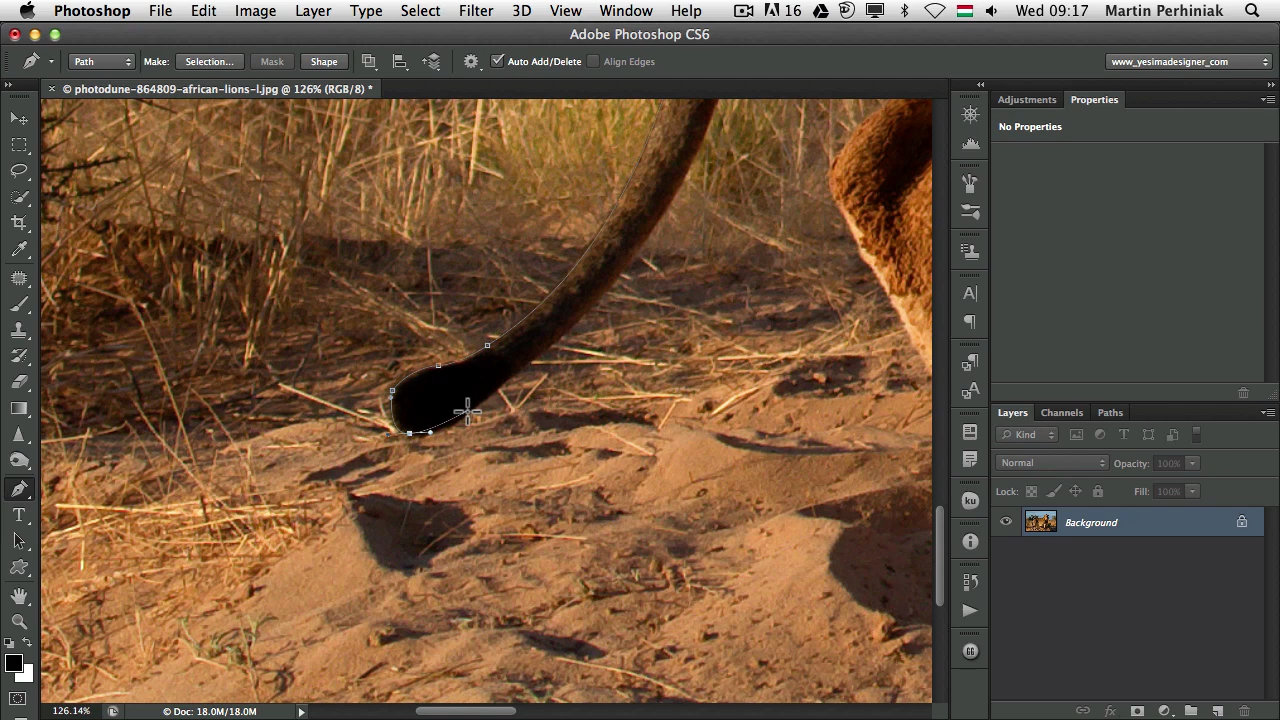 Photoshop File Edit Image Layer Type Select Filter 3D View Window Help 16 Wed 09:17 Martin Perhiniak
Adobe Photoshop CS6
Path Make: Selection... Mask Shape Auto Add/Delete Align Edges www_yesimadesigner_com
× © photodune-864809-african-lions-l.jpg @ 126% (RGB/8) *
Adjustments Properties
No Properties
Layers Channels Paths
Kind
Normal Opacity: 100%
Lock: Fill: 100%
Background
126.14% © Doc: 18.0M/18.0M